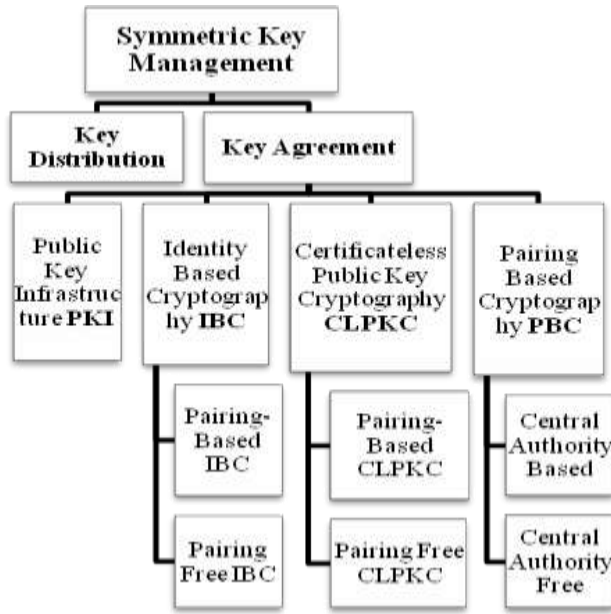 Symmetric Key
Management
Key
Distribution
Key Agreement
Public
Key
Infrastruc
ture PKI
Identity
Based
Cryptograp
hy IBC
Certificateless
Public Key
Cryptography
CLPKC
Pairing
Based
Cryptograp
hy PBC
Pairing-
Based
IBC
Pairing-
Based
CLPKC
Central
Authority
Based
Pairing
Free IBC
Pairing Free
CLPKC
Central
Authority
Free